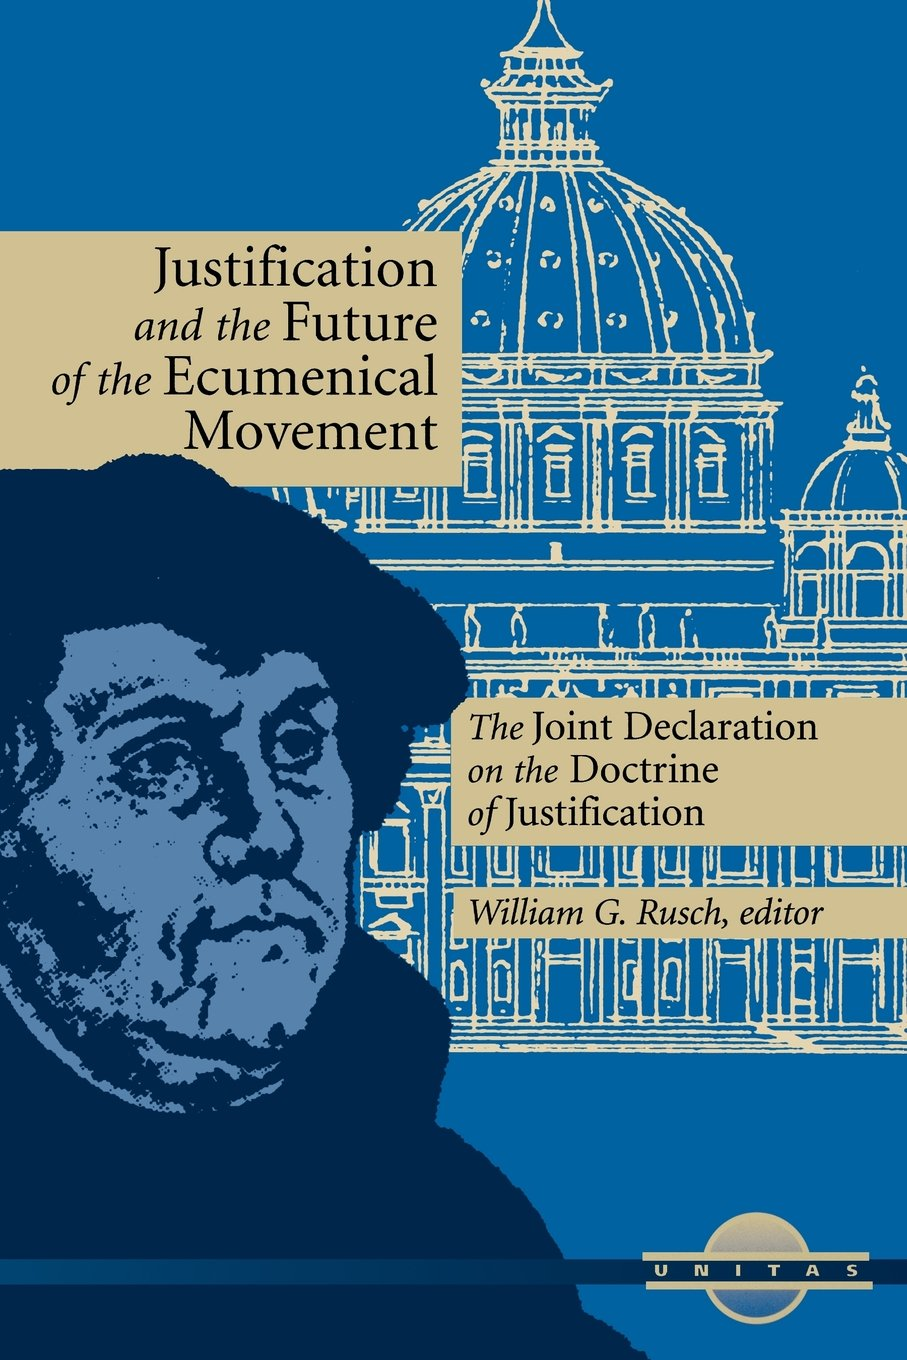 Justification
and the Future
of the Ecumenical
Movement
The Joint Declaration
on the Doctrine
of Justification
William G. Rusch, editor
UNITAS